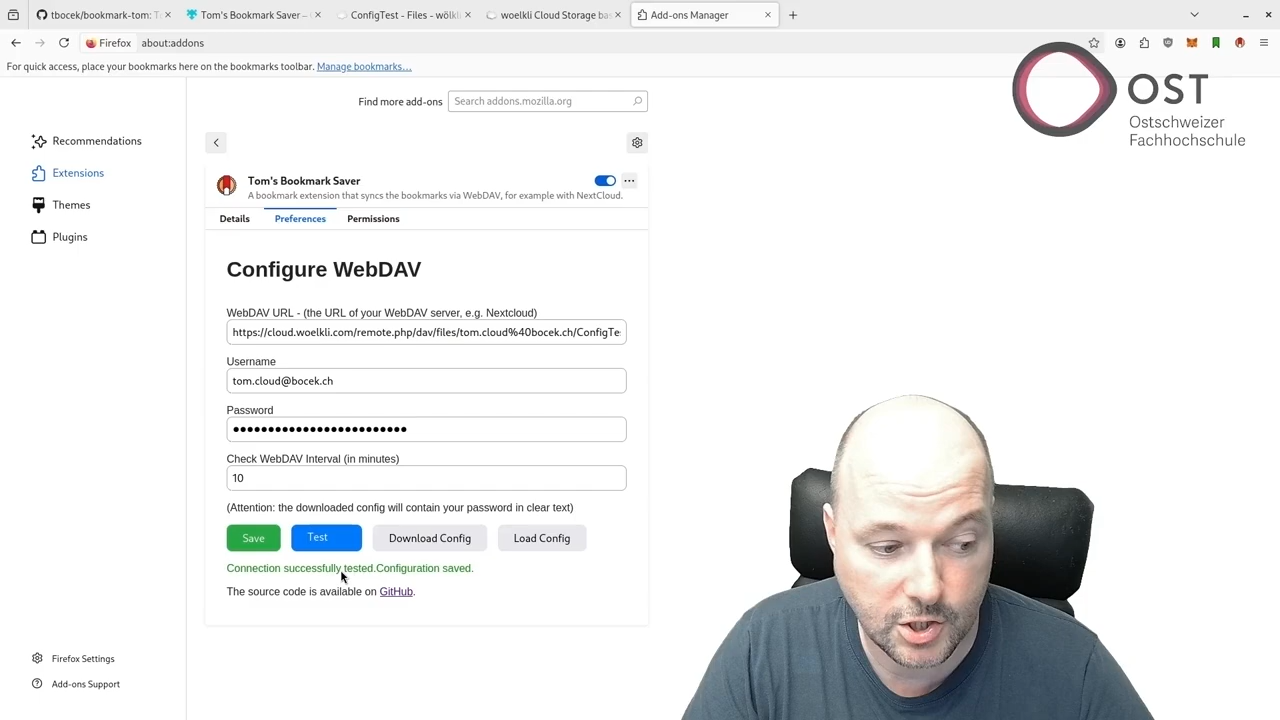 tbocek/bookmark-tom: T
Tom's Bookmark Saver –
ConfigTest - Files - wölkli
woelkli Cloud Storage bas
Add-ons Manager
Firefox
about:addons
For quick access, place your bookmarks here on the bookmarks toolbar. Manage bookmarks…
OST
Ostschweizer
Fachhochschule
Find more add-ons
Search addons.mozilla.org
Recommendations
Extensions
Themes
Plugins
Tom's Bookmark Saver
A bookmark extension that syncs the bookmarks via WebDAV, for example with NextCloud.
Details Preferences Permissions
Configure WebDAV
WebDAV URL - (the URL of your WebDAV server, e.g. Nextcloud)
https://cloud.woelkli.com/remote.php/dav/files/tom.cloud%40bocek.ch/ConfigTe
Username
tom.cloud@bocek.ch
Password
••••••••••••••••••••••••••
Check WebDAV Interval (in minutes)
10
(Attention: the downloaded config will contain your password in clear text)
Save Test Download Config Load Config
Connection successfully tested.Configuration saved.
The source code is available on GitHub.
Firefox Settings
Add-ons Support